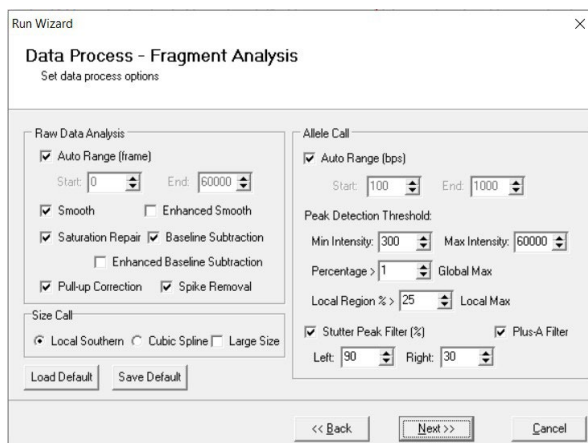 Run Wizard
Data Process - Fragment Analysis
Set data process options
Raw Data Analysis
Auto Range (frame)
Start: 0 End: 60000
Smooth Enhanced Smooth
Saturation Repair Baseline Subtraction
Enhanced Baseline Subtraction
Pull-up Correction Spike Removal
Size Call
Local Southern Cubic Spline Large Size
Load Default Save Default
Allele Call
Auto Range (bps)
Start: 100 End: 1000
Peak Detection Threshold:
Min Intensity: 300 Max Intensity: 60000
Percentage > 1 Global Max
Local Region % > 25 Local Max
Stutter Peak Filter (%) Plus-A Filter
Left: 90 Right: 30
<< Back Next >> Cancel